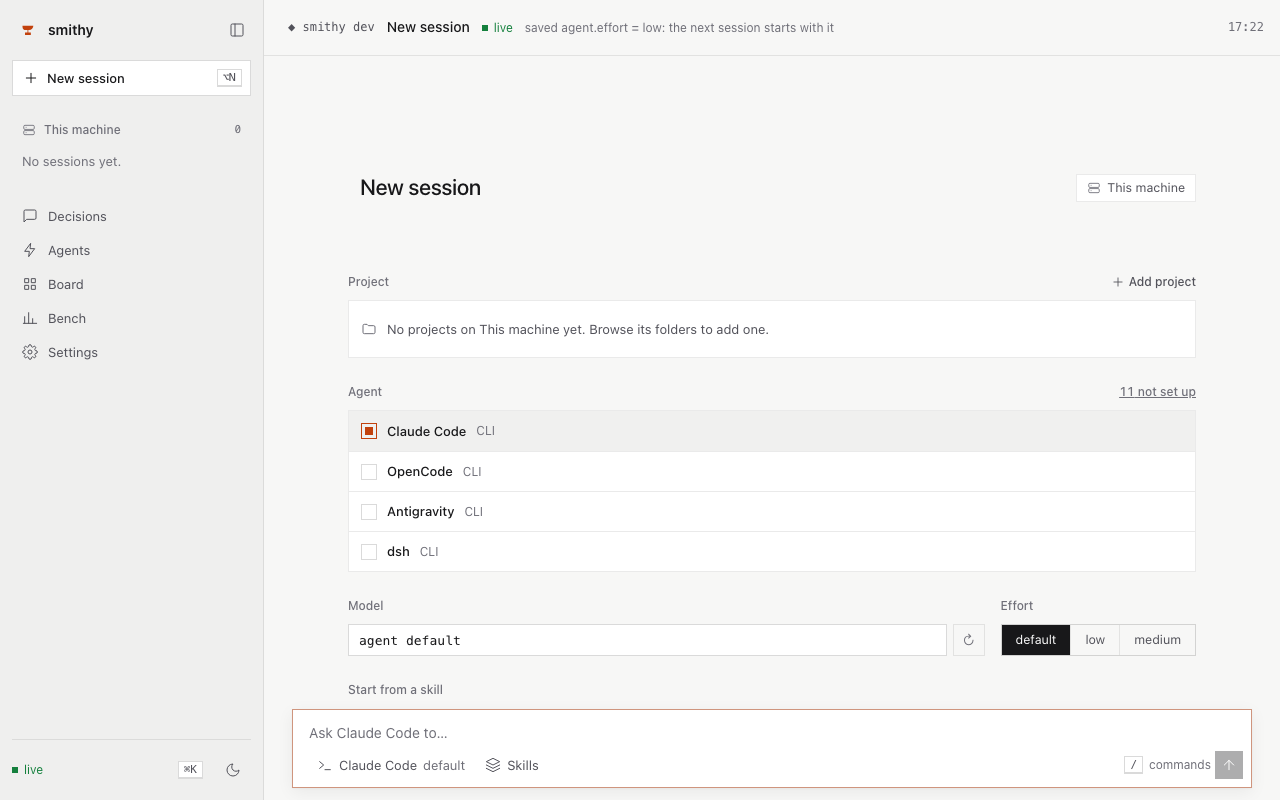 smithy
New session ⌥N
This machine 0
No sessions yet.
Decisions
Agents
Board
Bench
Settings
live ⌘K
◆ smithy dev New session live saved agent.effort = low: the next session starts with it 17:22
New session This machine
Project + Add project
No projects on This machine yet. Browse its folders to add one.
Agent 11 not set up
Claude Code CLI
OpenCode CLI
Antigravity CLI
dsh CLI
Model Effort
agent default default low medium
Start from a skill
Ask Claude Code to...
Claude Code default Skills / commands